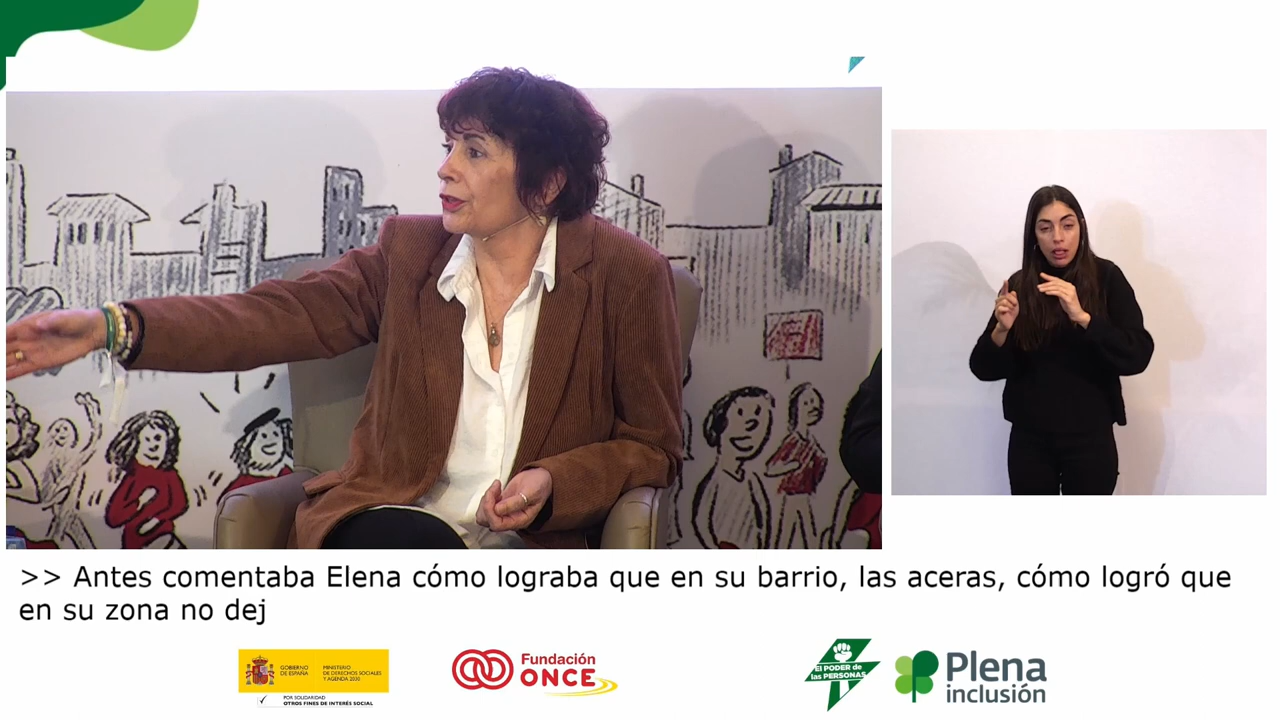 >> Antes comentaba Elena cómo lograba que en su barrio, las aceras, cómo logró que
en su zona no dej
GOBIERNO
DE ESPAÑA
MINISTERIO
DE DERECHOS SOCIALES
Y AGENDA 2030
POR SOLIDARIDAD
OTROS FINES DE INTERÉS SOCIAL
Fundación
ONCE
EL PODER de
las PERSONAS
Plena
inclusión